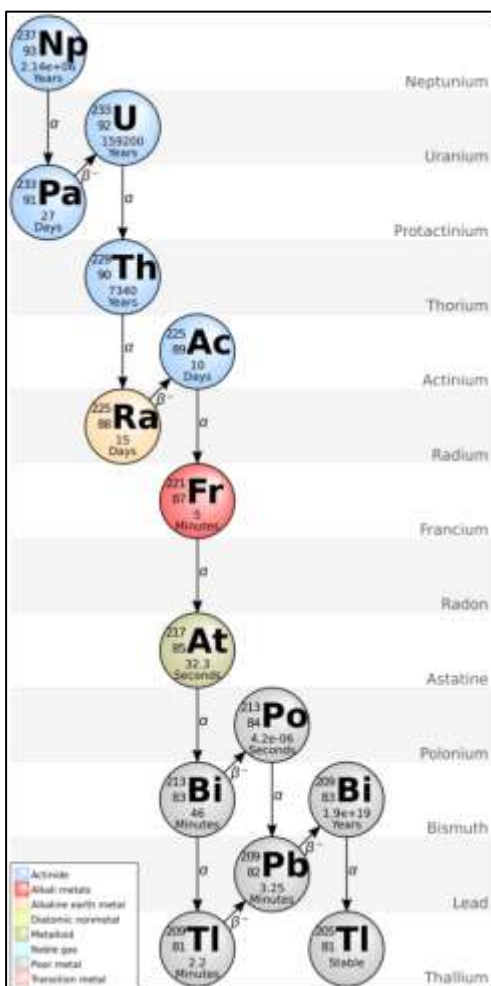 237
93
Np
2.14e+06
Years
Neptunium
α
233
92
U
159200
Years
Uranium
β⁻
233
91
Pa
27
Days
α
Protactinium
229
90
Th
7340
Years
Thorium
α
225
89
Ac
10
Days
Actinium
β⁻
225
88
Ra
15
Days
α
Radium
221
87
Fr
5
Minutes
Francium
α
Radon
217
85
At
32.3
Seconds
Astatine
α
213
84
Po
4.2e-06
Seconds
Polonium
β⁻
213
83
Bi
46
Minutes
α
209
83
Bi
1.9e+19
Years
Bismuth
β⁻
α
209
82
Pb
3.25
Minutes
α
Lead
β⁻
209
81
Tl
2.2
Minutes
205
81
Tl
Stable
Thallium
Actinide
Alkali metals
Alkaline earth metal
Diatomic nonmetal
Metalloid
Noble gas
Poor metal
Transition metal